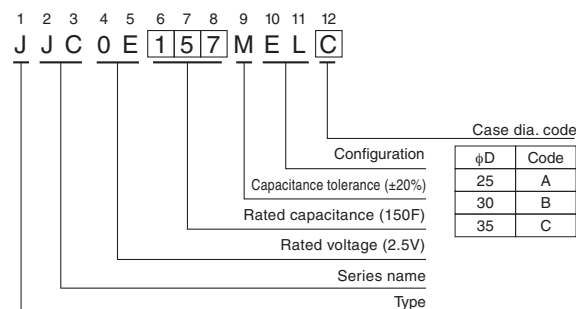 1 2 3 4 5 6 7 8 9 10 11 12
J J C 0 E 1 5 7 M E L C
Case dia. code
φD Code
25 A
30 B
35 C
Configuration
Capacitance tolerance (±20%)
Rated capacitance (150F)
Rated voltage (2.5V)
Series name
Type